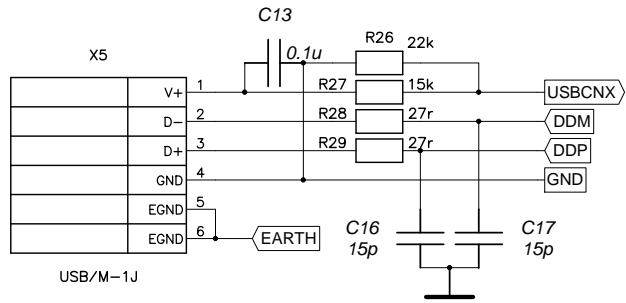 C13
R26
22k
X5
0.1u
V+ 1
R27
15k
USBCNX
D- 2
R28
27r
DDM
D+ 3
R29
27r
DDP
GND 4
GND
EGND 5
EGND 6
EARTH
C16
15p
C17
15p
USB/M-1J